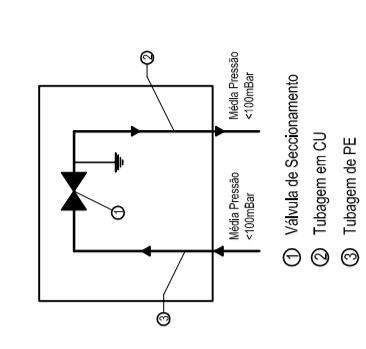 ②
Média Pressão
<100mBar
①
Média Pressão
<100mBar
③
① Válvula de Seccionamento
② Tubagem em CU
③ Tubagem de PE